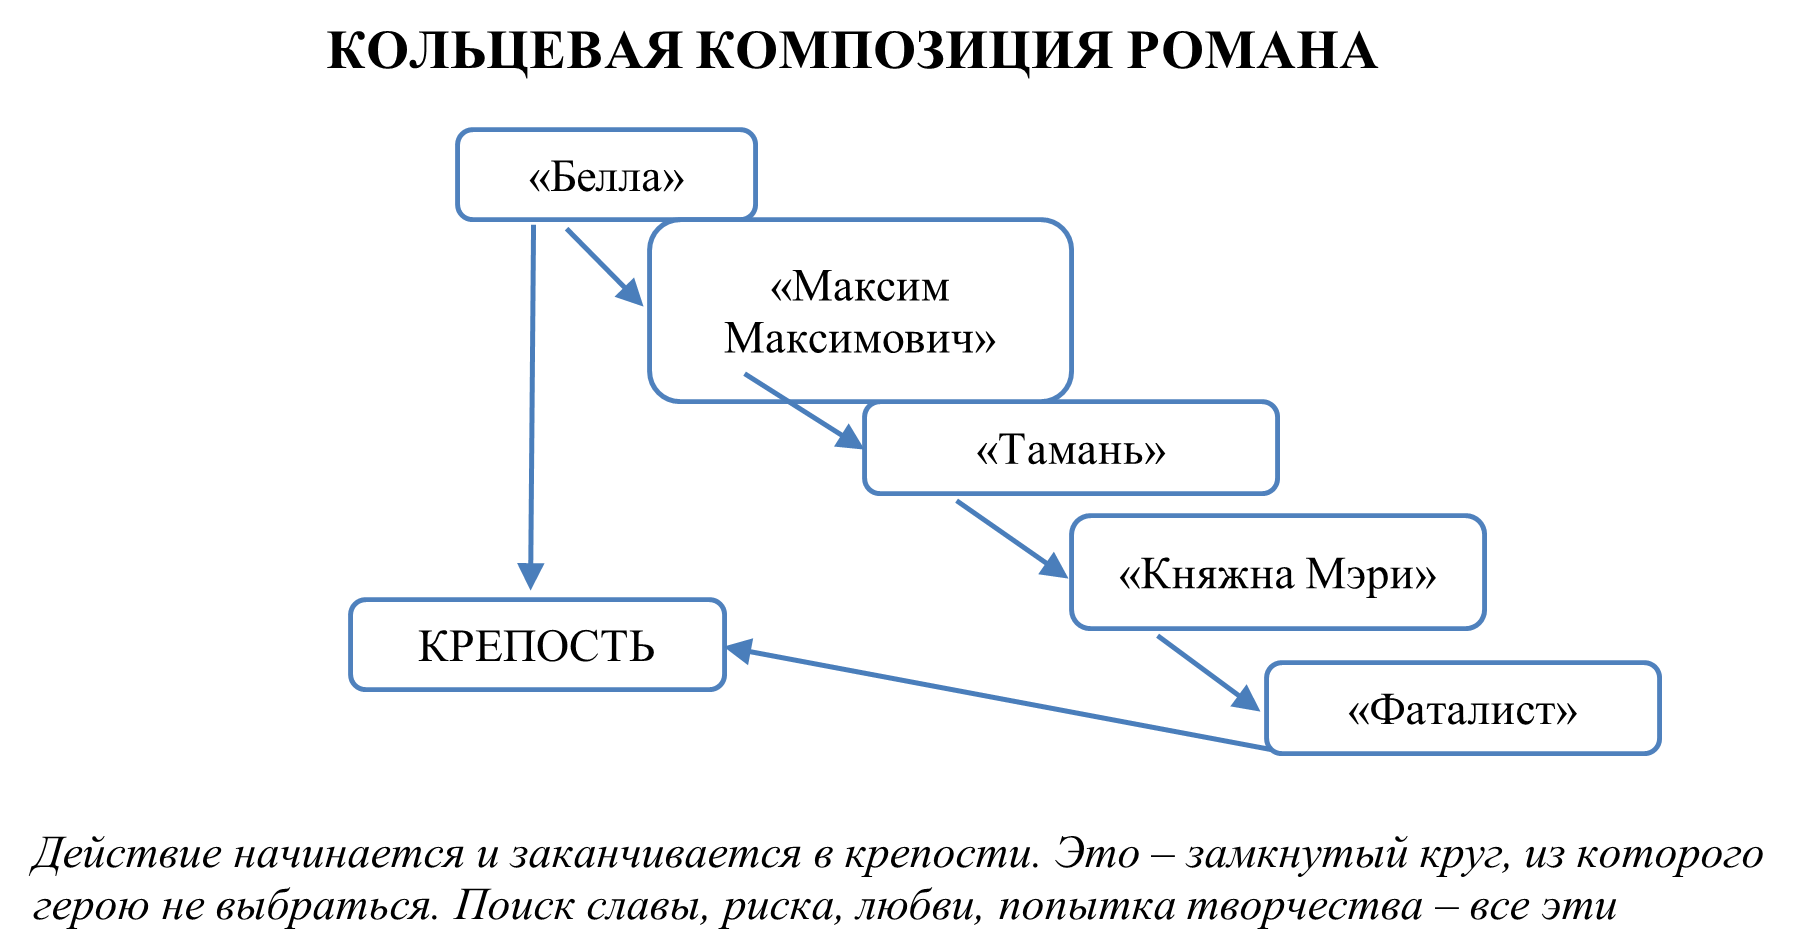 КОЛЬЦЕВАЯ КОМПОЗИЦИЯ РОМАНА
«Белла»
«Максим
Максимович»
«Тамань»
«Княжна Мэри»
КРЕПОСТЬ
«Фаталист»
Действие начинается и заканчивается в крепости. Это – замкнутый круг, из которого
герою не выбраться. Поиск славы, риска, любви, попытка творчества – все эти